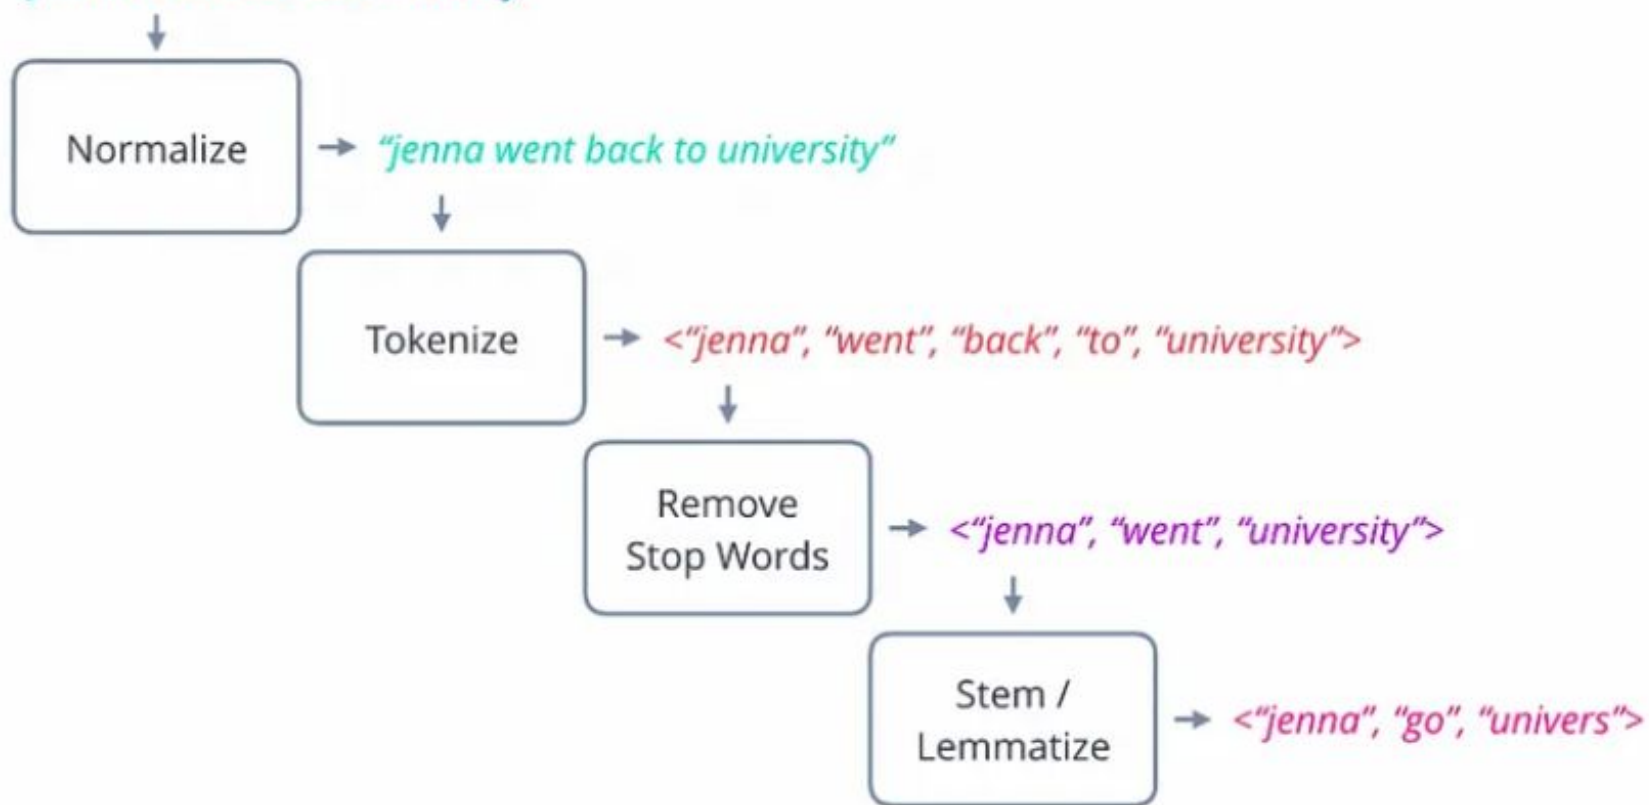 Normalize
“jenna went back to university”
Tokenize
<“jenna”, “went”, “back”, “to”, “university”>
Remove
Stop Words
<“jenna”, “went”, “university”>
Stem /
Lemmatize
<“jenna”, “go”, “univers”>